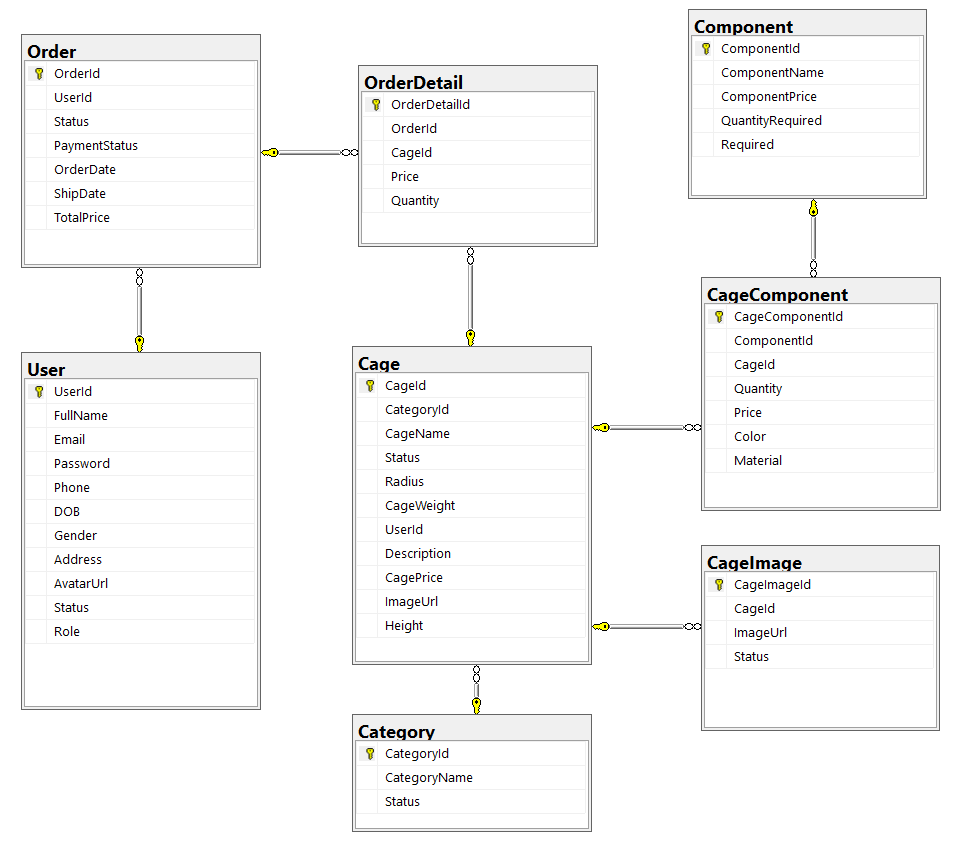 Order
OrderId
UserId
Status
PaymentStatus
OrderDate
ShipDate
TotalPrice
OrderDetail
OrderDetailId
OrderId
CageId
Price
Quantity
Component
ComponentId
ComponentName
ComponentPrice
QuantityRequired
Required
User
UserId
FullName
Email
Password
Phone
DOB
Gender
Address
AvatarUrl
Status
Role
Cage
CageId
CategoryId
CageName
Status
Radius
CageWeight
UserId
Description
CagePrice
ImageUrl
Height
CageComponent
CageComponentId
ComponentId
CageId
Quantity
Price
Color
Material
CageImage
CageImageId
CageId
ImageUrl
Status
Category
CategoryId
CategoryName
Status